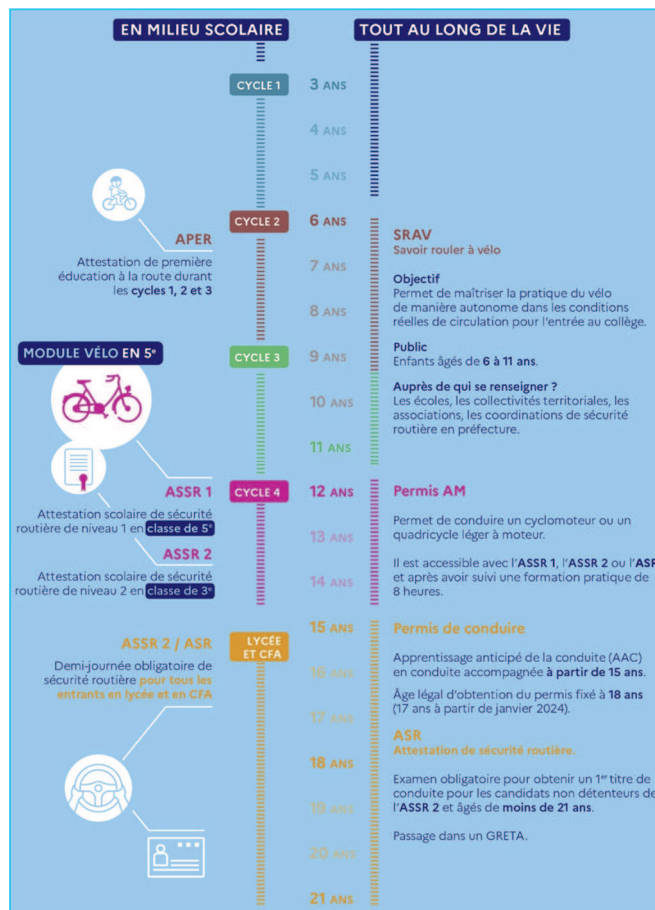 EN MILIEU SCOLAIRE
TOUT AU LONG DE LA VIE
CYCLE 1
3 ANS
4 ANS
5 ANS
CYCLE 2
6 ANS
APER
Attestation de première
éducation à la route durant
les cycles 1, 2 et 3
7 ANS
8 ANS
SRAV
Savoir rouler à vélo
Objectif
Permet de maîtriser la pratique du vélo
de manière autonome dans les conditions
réelles de circulation pour l'entrée au collège.
MODULE VÉLO EN 5e
CYCLE 3
9 ANS
10 ANS
11 ANS
Public
Enfants âgés de 6 à 11 ans.
Auprès de qui se renseigner ?
Les écoles, les collectivités territoriales, les
associations, les coordinations de sécurité
routière en préfecture.
ASSR 1
CYCLE 4
12 ANS
Attestation scolaire de sécurité
routière de niveau 1 en classe de 5e
ASSR 2
Attestation scolaire de sécurité
routière de niveau 2 en classe de 3e
13 ANS
14 ANS
Permis AM
Permet de conduire un cyclomoteur ou un
quadricycle léger à moteur.
Il est accessible avec l'ASSR 1, l'ASSR 2 ou l'ASR
et après avoir suivi une formation pratique de
8 heures.
ASSR 2 / ASR
Demi-journée obligatoire de
sécurité routière pour tous les
entrants en lycée et en CFA
LYCÉE
ET CFA
15 ANS
16 ANS
17 ANS
18 ANS
19 ANS
20 ANS
21 ANS
Permis de conduire
Apprentissage anticipé de la conduite (AAC)
en conduite accompagnée à partir de 15 ans.
Âge légal d'obtention du permis fixé à 18 ans
(17 ans à partir de janvier 2024).
ASR
Attestation de sécurité routière.
Examen obligatoire pour obtenir un 1er titre de
conduite pour les candidats non détenteurs de
l'ASSR 2 et âgés de moins de 21 ans.
Passage dans un GRETA.